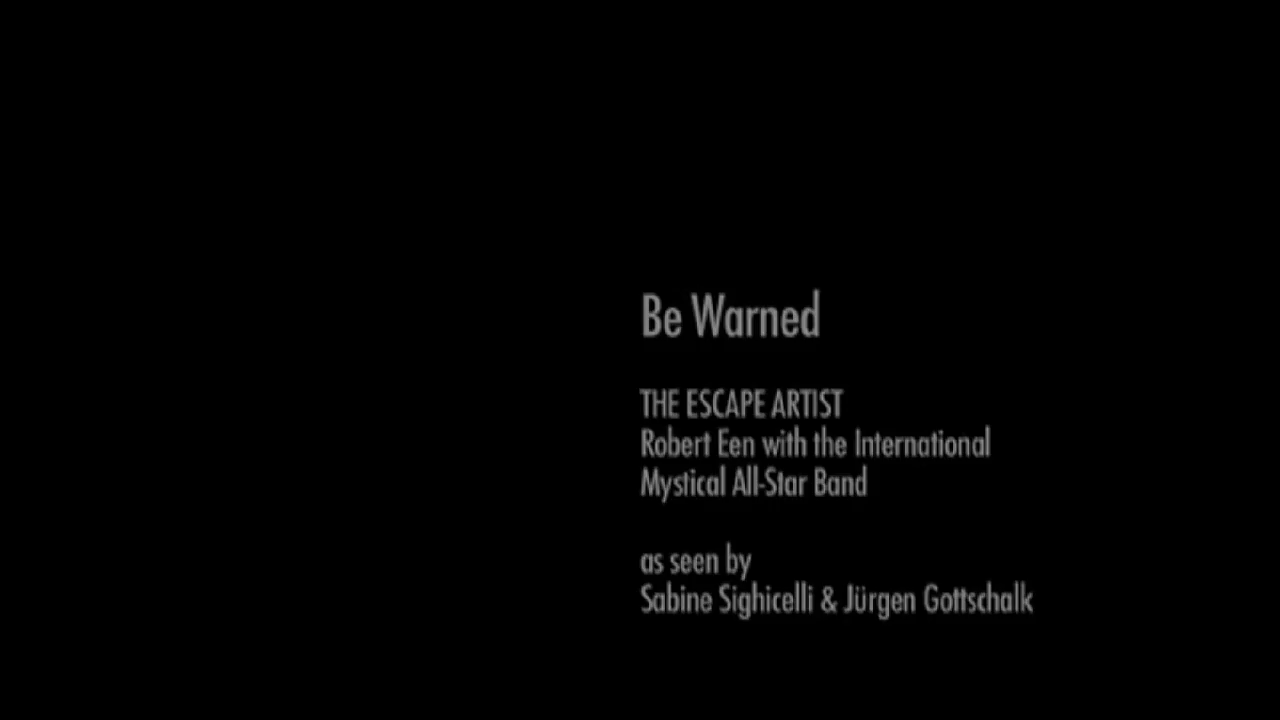 Be Warned
THE ESCAPE ARTIST
Robert Een with the International
Mystical All-Star Band
as seen by
Sabine Sighicelli & Jürgen Gottschalk